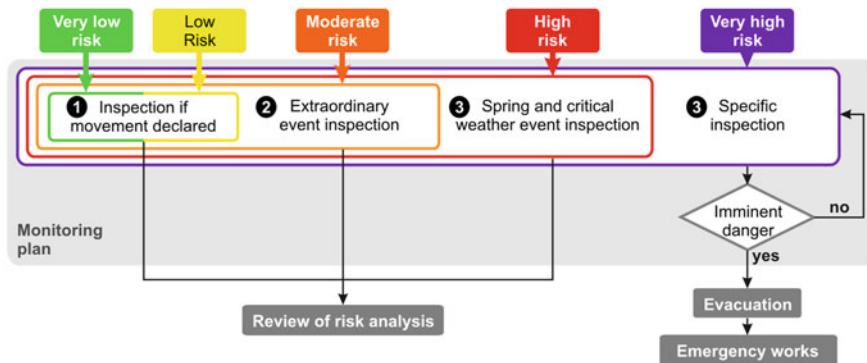 Very low
risk
Low
Risk
Moderate
risk
High
risk
Very high
risk
1 Inspection if
movement declared
2 Extraordinary
event inspection
3 Spring and critical
weather event inspection
3 Specific
inspection
Imminent
danger
no
yes
Monitoring
plan
Review of risk analysis
Evacuation
Emergency works